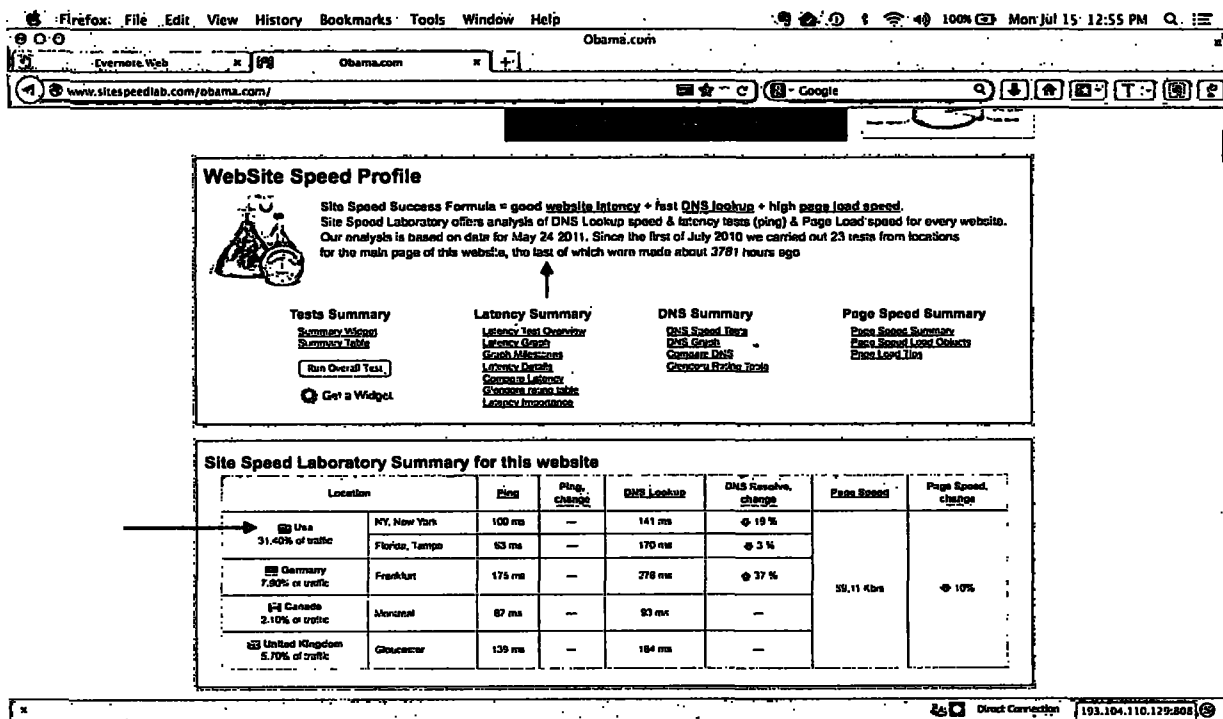 Firefox File Edit View History Bookmarks Tools Window Help 100% Mon Jul 15 12:55 PM
Obama.com
Evernote Web Obama.com
www.sitespeedlab.com/obama.com/ Google
WebSite Speed Profile
Site Speed Success Formula = good website latency + fast DNS lookup + high page load speed.
Site Speed Laboratory offers analysis of DNS Lookup speed & latency tests (ping) & Page Load speed for every website.
Our analysis is based on data for May 24 2011. Since the first of July 2010 we carried out 23 tests from locations
for the main page of this website, the last of which were made about 3781 hours ago
Tests Summary Latency Summary DNS Summary Page Speed Summary
Summary Widget Latency Test Overview DNS Speed Tests Page Speed Summary
Summary Table Latency Graph DNS Graph Page Speed Load Objects
Graph Milestones Compare DNS Page Load Tips
Run Overall Test Latency Details Glencora Rating Table
Compare Latency
Get a Widget rating table
Latency Importance
Site Speed Laboratory Summary for this website
Location Ping Ping, change DNS Lookup DNS Resolve, change Page Speed Page Speed, change
Usa 31.40% of traffic NY, New York 100 ms — 141 ms 19 %
Florida, Tampa 63 ms — 170 ms 3 %
Germany 7.90% of traffic Frankfurt 175 ms — 278 ms 37 % 59,11 Kbps 10%
Canada 2.10% of traffic Montreal 87 ms — 93 ms —
United Kingdom 5.70% of traffic Gloucester 139 ms — 184 ms —
Direct Connection 193.104.110.129:808